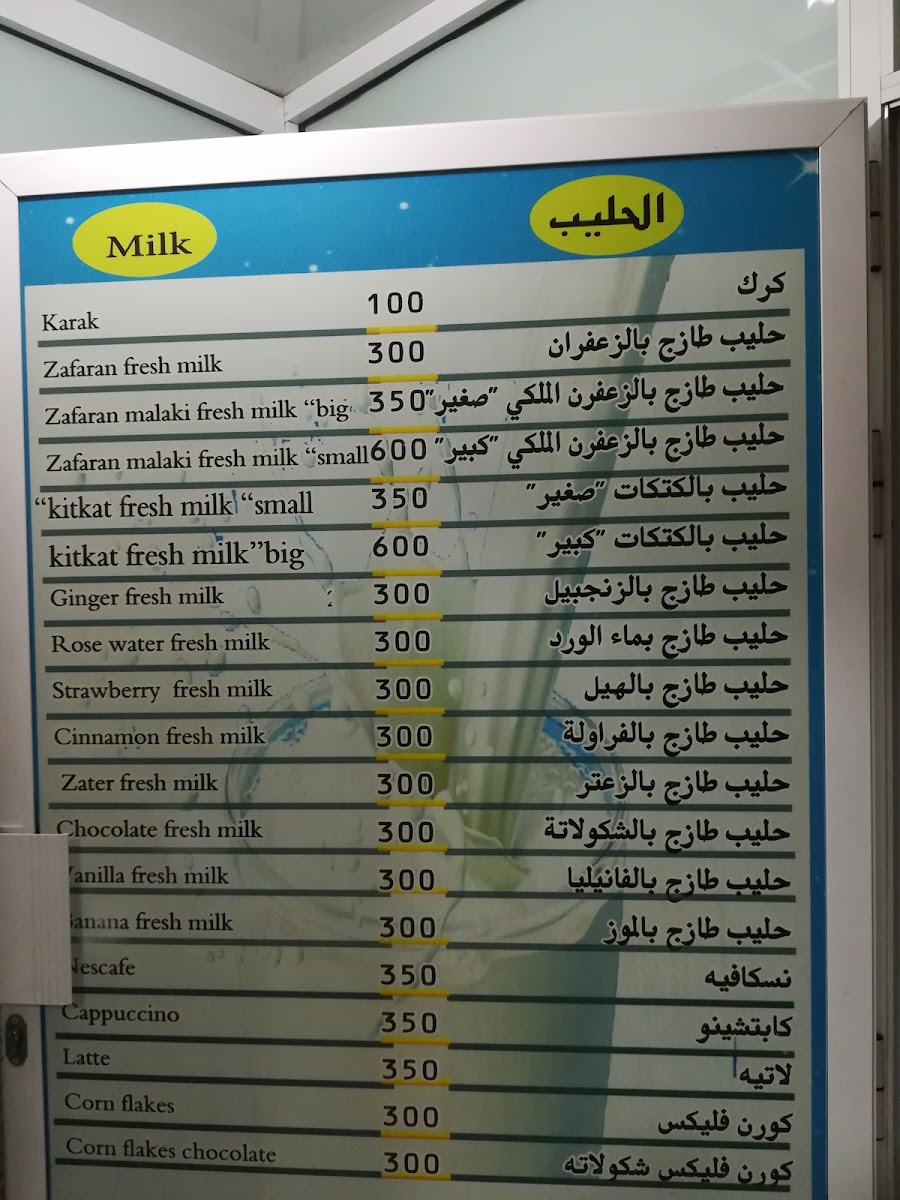 Milk الحليب
Karak 100 كرك
Zafaran fresh milk 300 حليب طازج بالزعفران
Zafaran malaki fresh milk “big 350 حليب طازج بالزعفرن الملكي "صغير"
Zafaran malaki fresh milk “small 600 حليب طازج بالزعفرن الملكي "كبير"
“kitkat fresh milk “small 350 حليب بالكتكات "صغير"
kitkat fresh milk”big 600 حليب بالكتكات "كبير"
Ginger fresh milk 300 حليب طازج بالزنجبيل
Rose water fresh milk 300 حليب طازج بماء الورد
Strawberry fresh milk 300 حليب طازج بالهيل
Cinnamon fresh milk 300 حليب طازج بالفراولة
Zater fresh milk 300 حليب طازج بالزعتر
Chocolate fresh milk 300 حليب طازج بالشكولاتة
Vanilla fresh milk 300 حليب طازج بالفانيليا
Banana fresh milk 300 حليب طازج بالموز
Nescafe 350 نسكافيه
Cappuccino 350 كابتشينو
Latte 350 لاتيه
Corn flakes 300 كورن فليكس
Corn flakes chocolate 300 كورن فليكس شكولاته